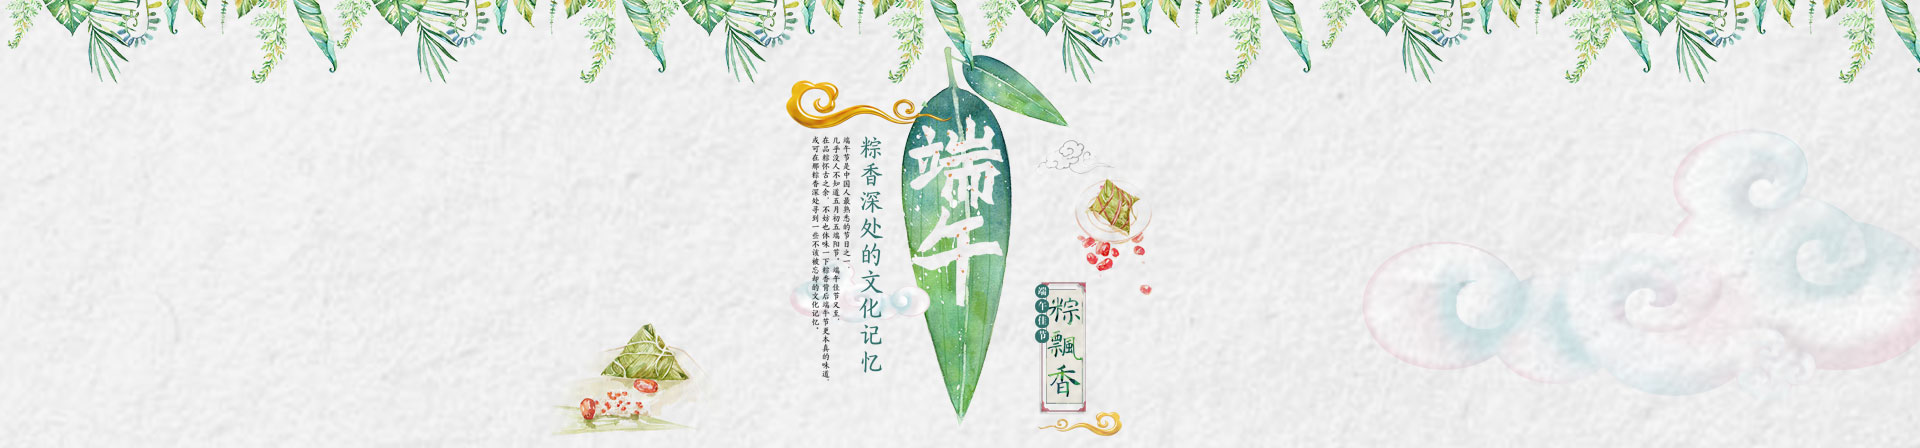 端午
粽香深处的文化记忆
端午节是中国人最熟悉的节日之一，
几乎没人不知道五月初五端阳节，端午佳节又至，
在品粽怀古之余，不妨也体味一下粽香背后端午节更本真的味道。
或可在那粽香深处寻到一些不该被忘却的文化记忆。
端午佳节
粽飘香